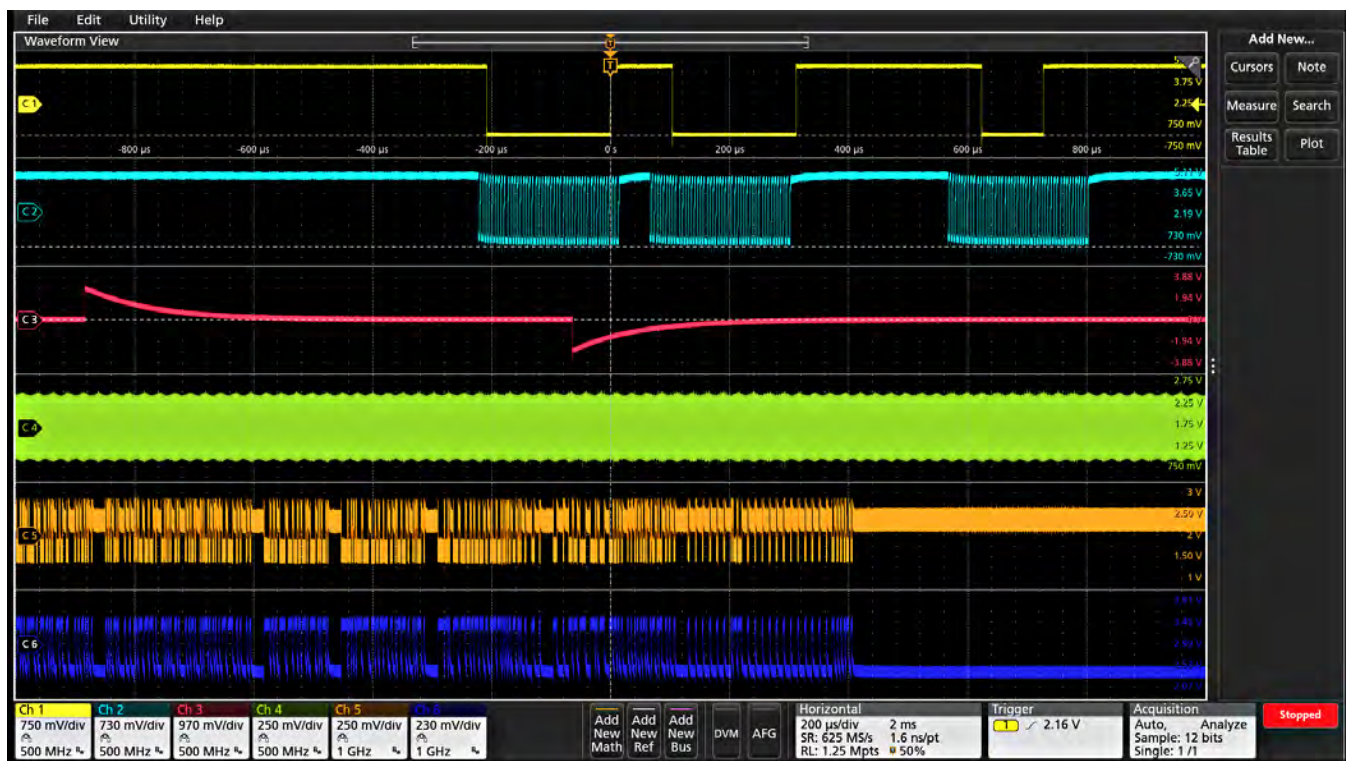 File Edit Utility Help
Waveform View
Add New...
Cursors Note
Measure Search
Results Table Plot
T
T
C 1
3.75 V
750 mV
-750 mV
-800 µs -600 µs -400 µs -200 µs 0 s 200 µs 400 µs 600 µs 800 µs
C 2
3.65 V
2.19 V
730 mV
-730 mV
C 3
3.88 V
1.94 V
-1.94 V
-3.88 V
C 4
2.75 V
2.25 V
1.75 V
1.25 V
750 mV
C 5
3 V
2.50 V
2 V
1.50 V
1 V
C 6
Ch 1 Ch 2 Ch 3 Ch 4 Ch 5 Ch 6
750 mV/div 730 mV/div 970 mV/div 250 mV/div 250 mV/div 230 mV/div
500 MHz 500 MHz 500 MHz 500 MHz 1 GHz 1 GHz
Add New Math
Add New Ref
Add New Bus
DVM
AFG
Horizontal
200 µs/div 2 ms
SR: 625 MS/s 1.6 ns/pt
RL: 1.25 Mpts 50%
Trigger
1 2.16 V
Acquisition
Auto, Analyze
Sample: 12 bits
Single: 1 /1
Stopped